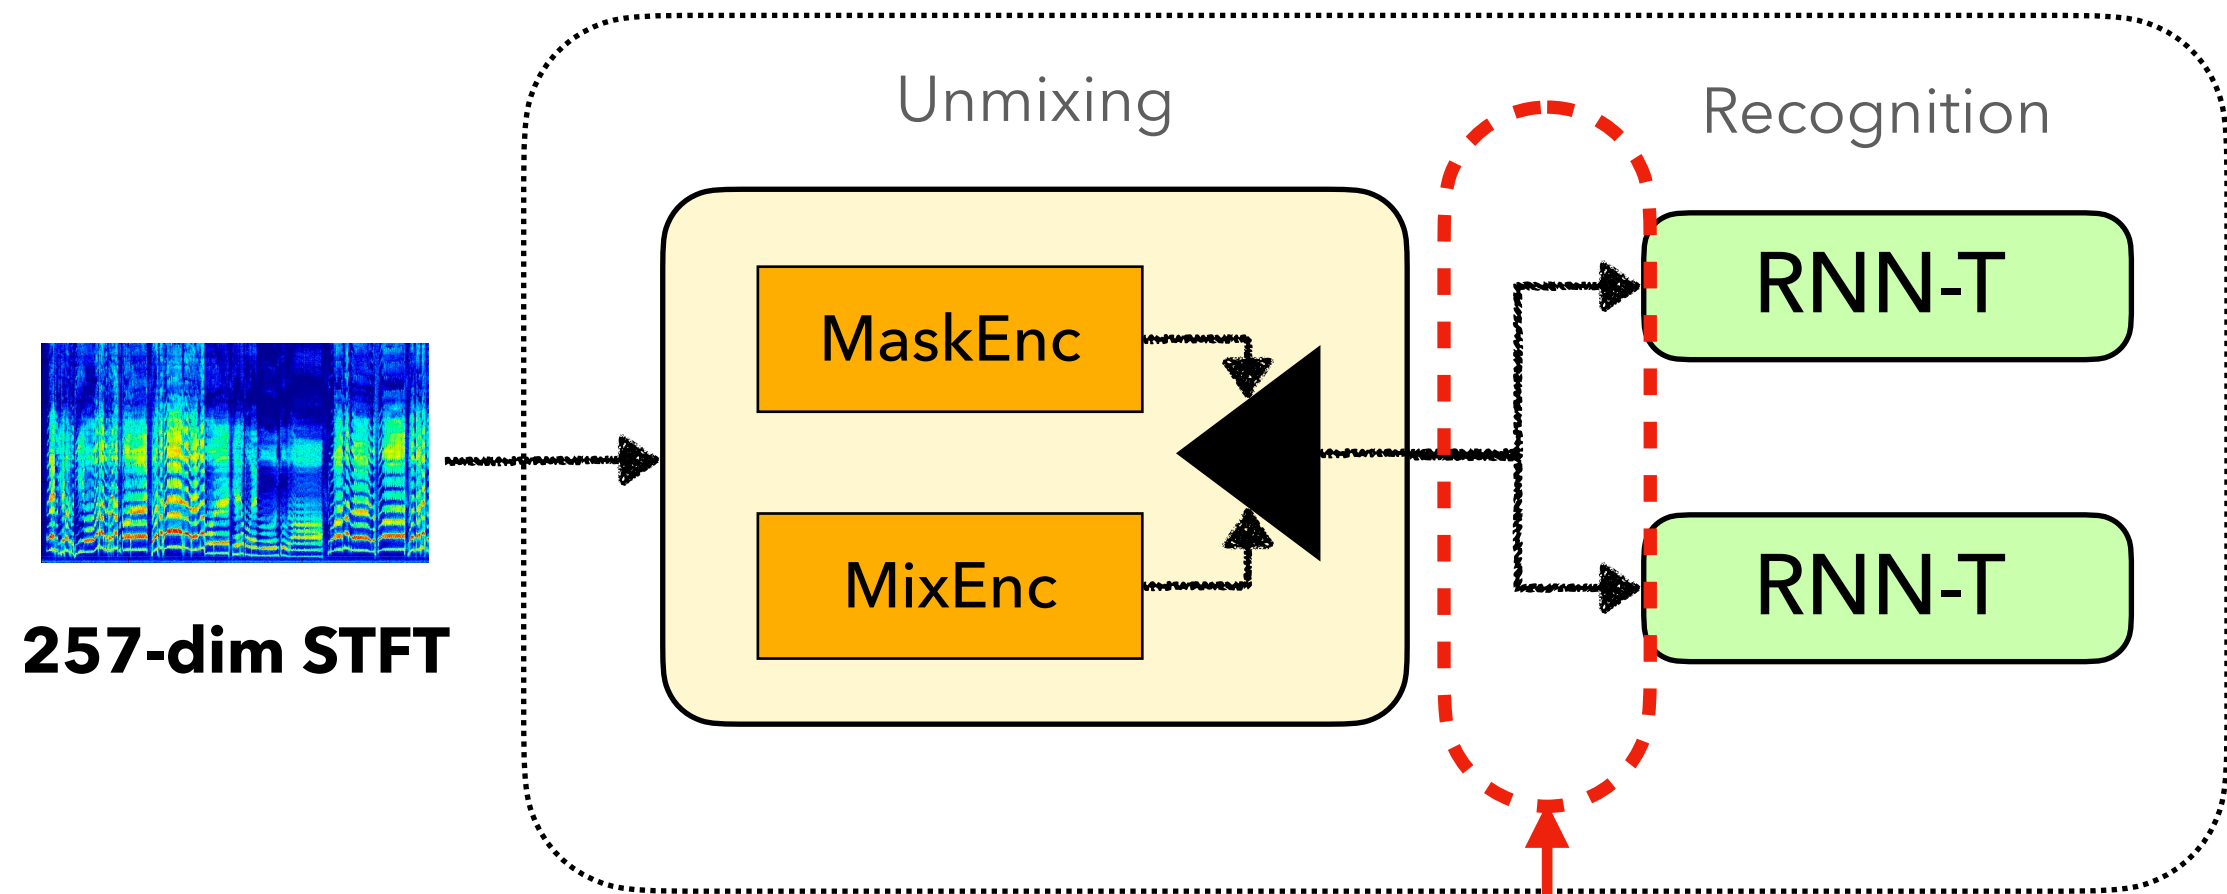 Unmixing
Recognition
MaskEnc
RNN-T
MixEnc
RNN-T
257-dim STFT